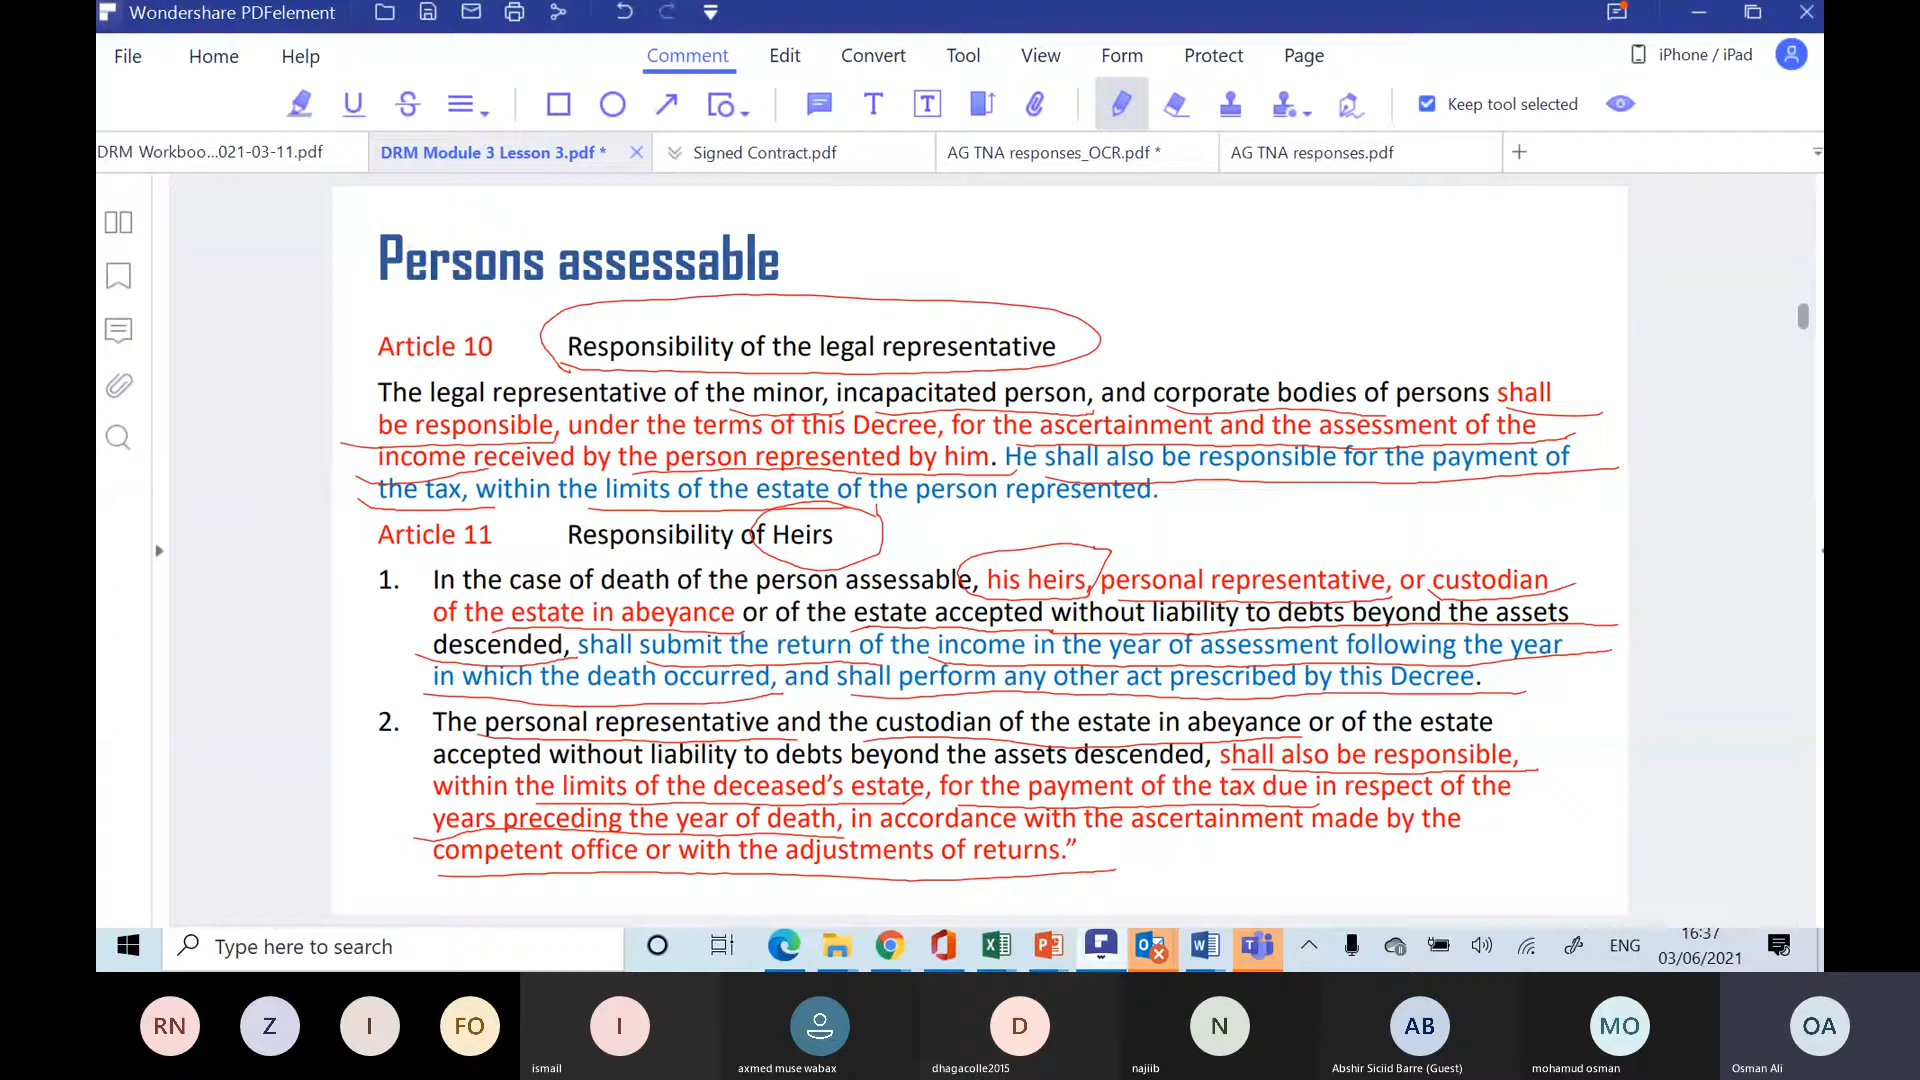 Wondershare PDFelement
File
Home
Help
Comment
Edit
Convert
Tool
View
Form
Protect
Page
iPhone / iPad
Keep tool selected
DRM Workboo...021-03-11.pdf
DRM Module 3 Lesson 3.pdf *
Signed Contract.pdf
AG TNA responses_OCR.pdf *
AG TNA responses.pdf
Persons assessable
Article 10 Responsibility of the legal representative
The legal representative of the minor, incapacitated person, and corporate bodies of persons shall
be responsible, under the terms of this Decree, for the ascertainment and the assessment of the
income received by the person represented by him. He shall also be responsible for the payment of
the tax, within the limits of the estate of the person represented.
Article 11 Responsibility of Heirs
1. In the case of death of the person assessable, his heirs, personal representative, or custodian
of the estate in abeyance or of the estate accepted without liability to debts beyond the assets
descended, shall submit the return of the income in the year of assessment following the year
in which the death occurred, and shall perform any other act prescribed by this Decree.
2. The personal representative and the custodian of the estate in abeyance or of the estate
accepted without liability to debts beyond the assets descended, shall also be responsible,
within the limits of the deceased’s estate, for the payment of the tax due in respect of the
years preceding the year of death, in accordance with the ascertainment made by the
competent office or with the adjustments of returns.”
Type here to search
ENG
16:37
03/06/2021
RN
Z
I
FO
I
D
N
AB
MO
OA
ismail
axmed muse wabax
dhagacolle2015
najiib
Abshir Siciid Barre (Guest)
mohamud osman
Osman Ali